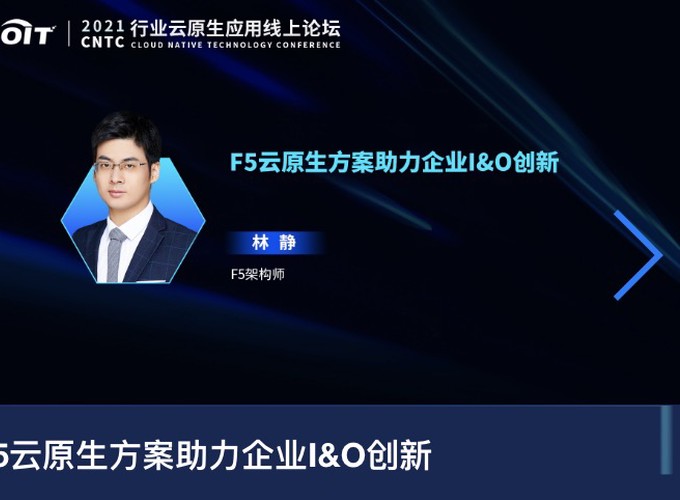 OIT
2021 行业云原生应用线上论坛
CNTC CLOUD NATIVE TECHNOLOGY CONFERENCE
F5云原生方案助力企业I&O创新
林 静
F5架构师
5云原生方案助力企业I&O创新